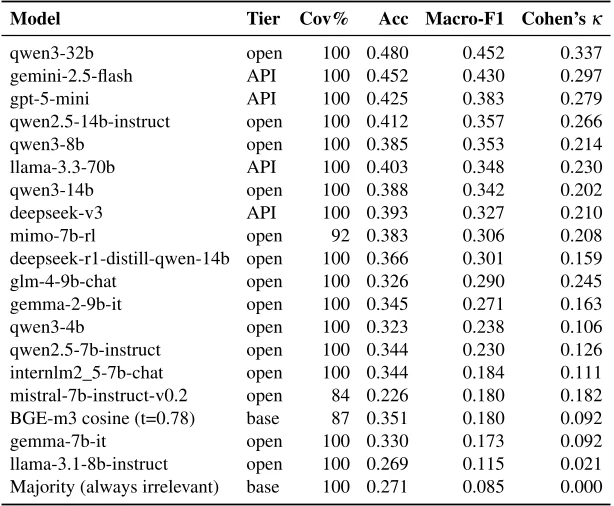 Model Tier Cov% Acc Macro-F1 Cohen's κ
qwen3-32b open 100 0.480 0.452 0.337
gemini-2.5-flash API 100 0.452 0.430 0.297
gpt-5-mini API 100 0.425 0.383 0.279
qwen2.5-14b-instruct open 100 0.412 0.357 0.266
qwen3-8b open 100 0.385 0.353 0.214
llama-3.3-70b API 100 0.403 0.348 0.230
qwen3-14b open 100 0.388 0.342 0.202
deepseek-v3 API 100 0.393 0.327 0.210
mimo-7b-rl open 92 0.383 0.306 0.208
deepseek-r1-distill-qwen-14b open 100 0.366 0.301 0.159
glm-4-9b-chat open 100 0.326 0.290 0.245
gemma-2-9b-it open 100 0.345 0.271 0.163
qwen3-4b open 100 0.323 0.238 0.106
qwen2.5-7b-instruct open 100 0.344 0.230 0.126
internlm2_5-7b-chat open 100 0.344 0.184 0.111
mistral-7b-instruct-v0.2 open 84 0.226 0.180 0.182
BGE-m3 cosine (t=0.78) base 87 0.351 0.180 0.092
gemma-7b-it open 100 0.330 0.173 0.092
llama-3.1-8b-instruct open 100 0.269 0.115 0.021
Majority (always irrelevant) base 100 0.271 0.085 0.000